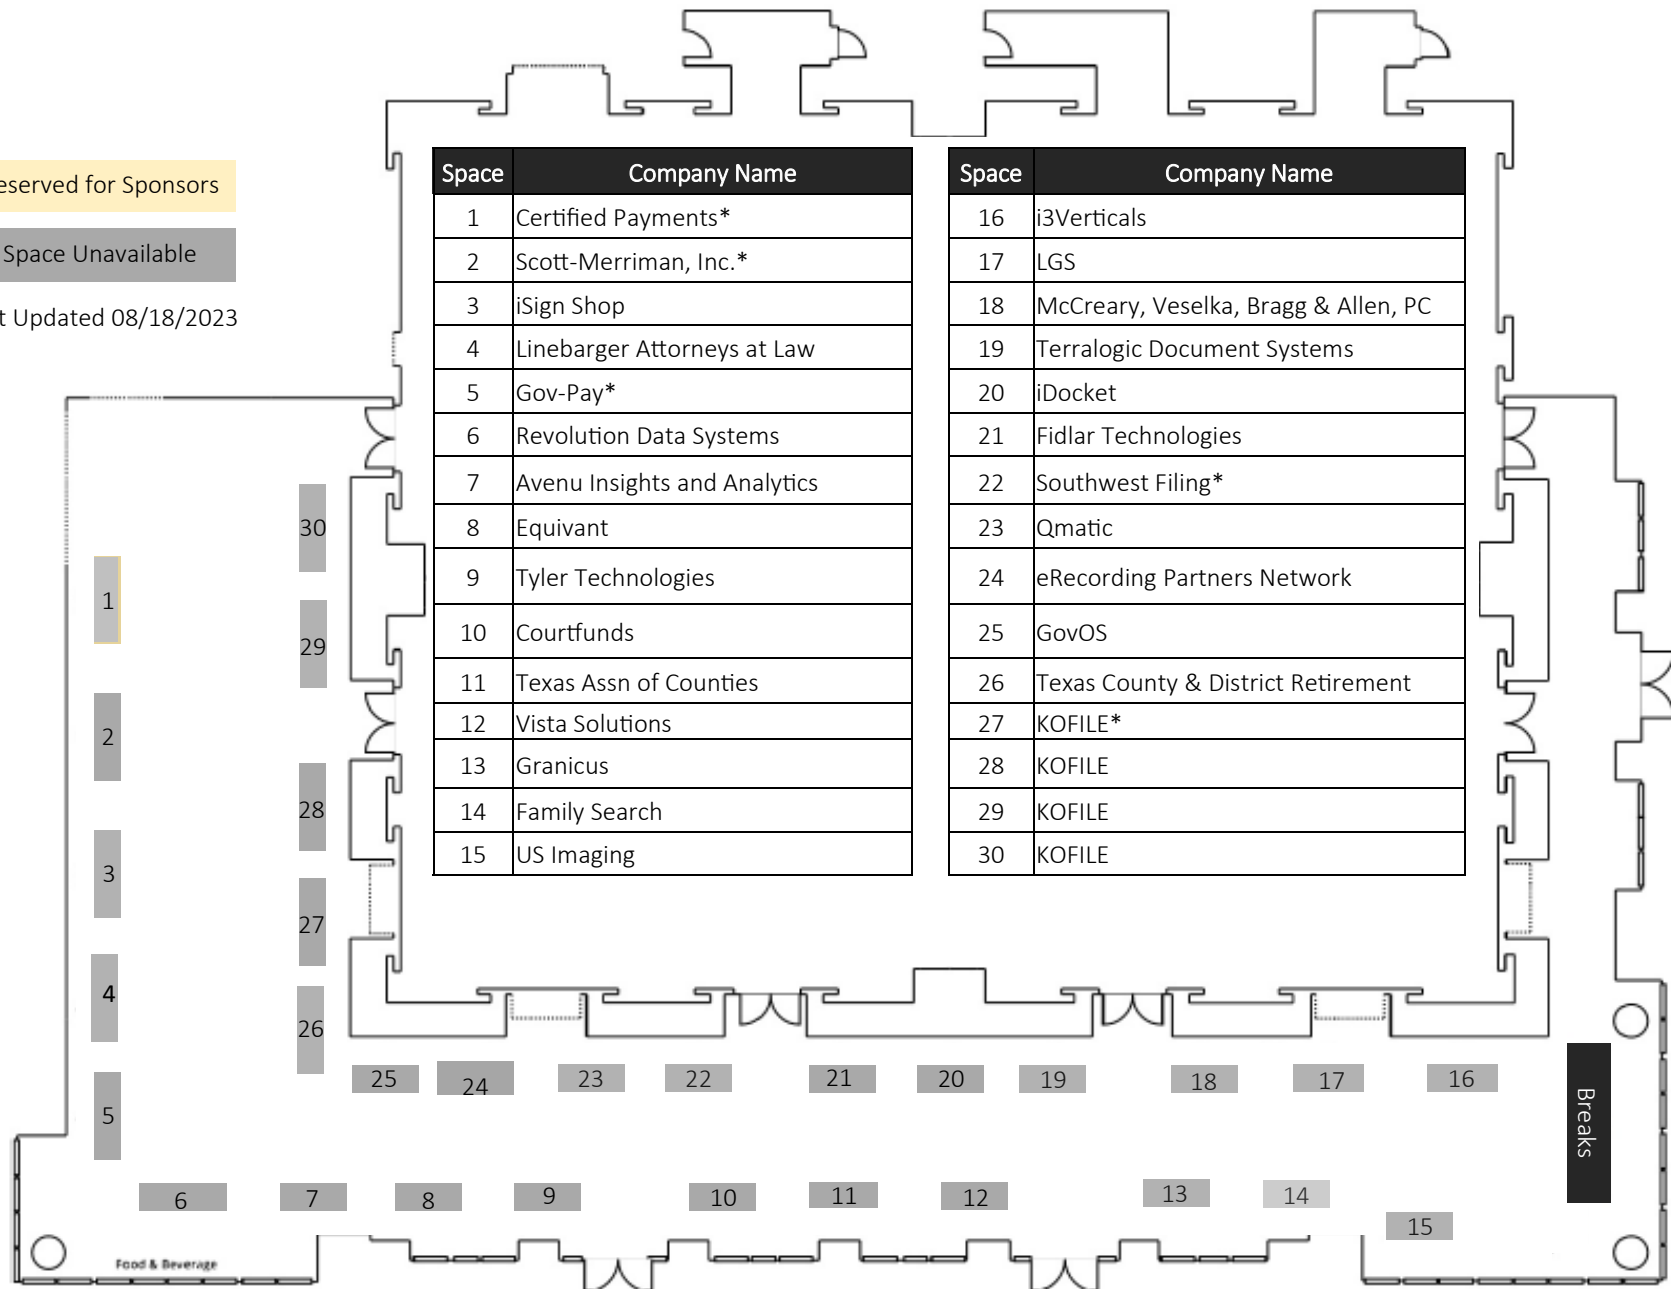 eserved for Sponsors
Space Unavailable
t Updated 08/18/2023
Space Company Name
1 Certified Payments*
2 Scott-Merriman, Inc.*
3 iSign Shop
4 Linebarger Attorneys at Law
5 Gov-Pay*
6 Revolution Data Systems
7 Avenu Insights and Analytics
8 Equivant
9 Tyler Technologies
10 Courtfunds
11 Texas Assn of Counties
12 Vista Solutions
13 Granicus
14 Family Search
15 US Imaging
Space Company Name
16 i3Verticals
17 LGS
18 McCreary, Veselka, Bragg & Allen, PC
19 Terralogic Document Systems
20 iDocket
21 Fidlar Technologies
22 Southwest Filing*
23 Qmatic
24 eRecording Partners Network
25 GovOS
26 Texas County & District Retirement
27 KOFILE*
28 KOFILE
29 KOFILE
30 KOFILE
30
1
29
2
28
3
27
4
26
5
25 24 23 22 21 20 19 18 17 16
Breaks
6 7 8 9 10 11 12 13 14
15
Food & Beverage